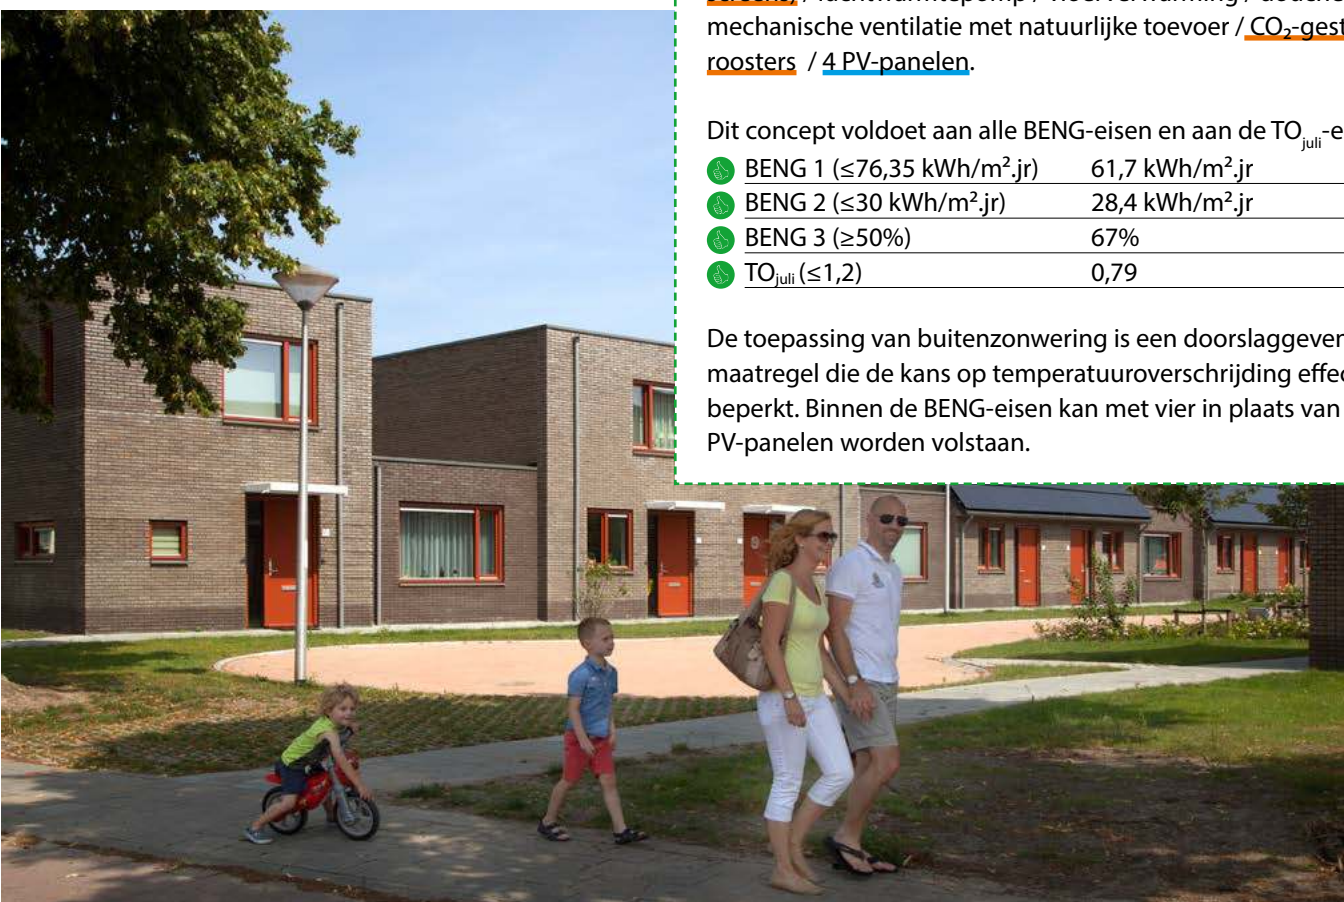 mechanische ventilatie met natuurlijke toevoer / CO₂-gest
roosters / 4 PV-panelen.
Dit concept voldoet aan alle BENG-eisen en aan de TOjuli-e
BENG 1 (≤76,35 kWh/m².jr) 61,7 kWh/m².jr
BENG 2 (≤30 kWh/m².jr) 28,4 kWh/m².jr
BENG 3 (≥50%) 67%
TOjuli (≤1,2) 0,79
De toepassing van buitenzonwering is een doorslaggever
maatregel die de kans op temperatuuroverschrijding effec
beperkt. Binnen de BENG-eisen kan met vier in plaats van
PV-panelen worden volstaan.